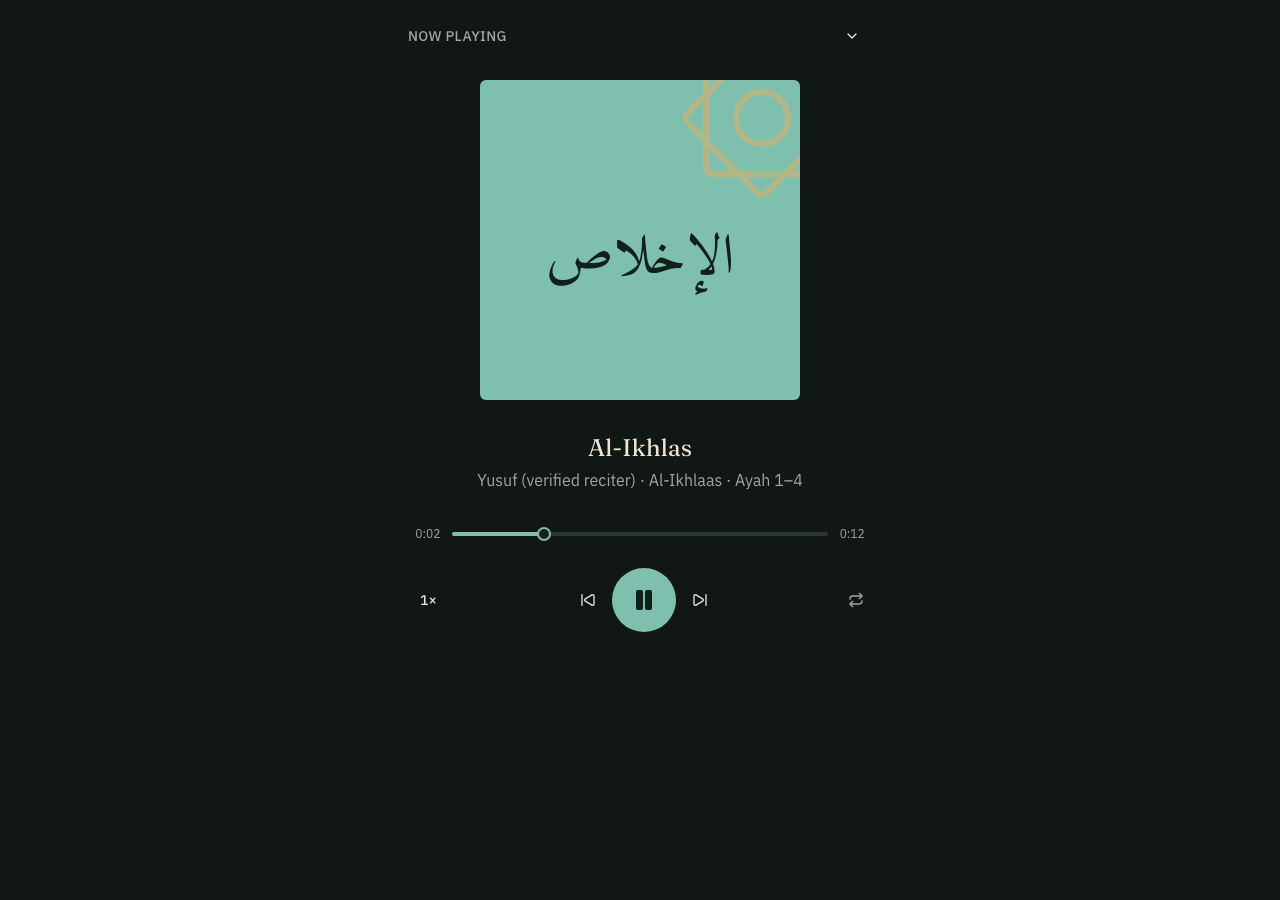 NOW PLAYING
الإخلاص
Al-Ikhlas
Yusuf (verified reciter) · Al-Ikhlaas · Ayah 1–4
0:02
0:12
1×